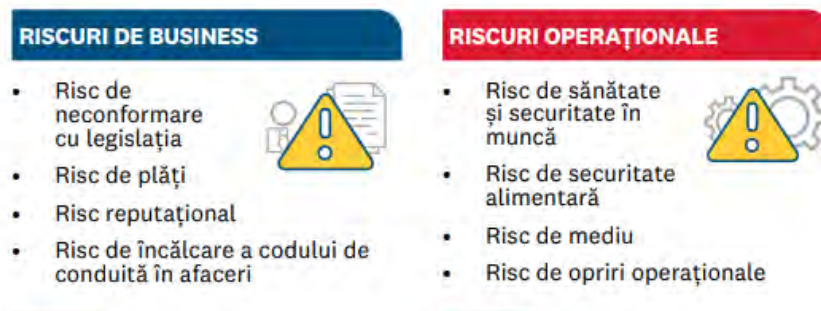 RISCURI DE BUSINESS
• Risc de
neconformare
cu legislația
• Risc de plăți
• Risc reputațional
• Risc de încălcare a codului de
conduită în afaceri
RISCURI OPERAȚIONALE
• Risc de sănătate
și securitate în
muncă
• Risc de securitate
alimentară
• Risc de mediu
• Risc de opriri operaționale